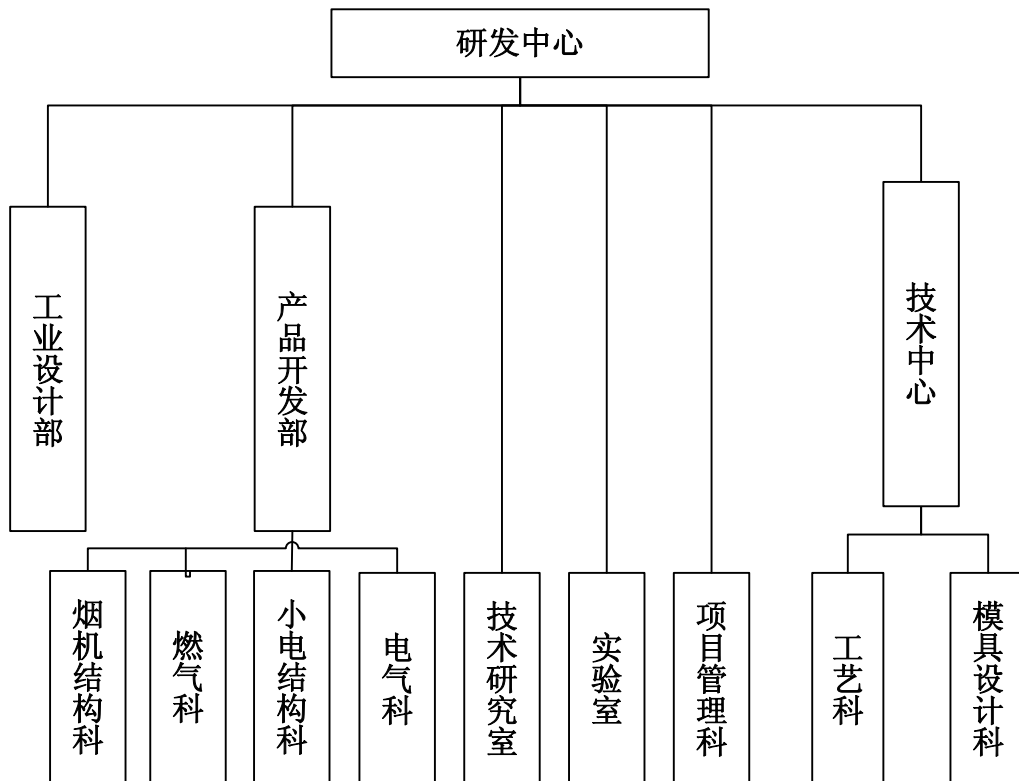 研发中心
工业设计部
产品开发部
技术中心
烟机结构科
燃气科
小电结构科
电气科
技术研究室
实验室
项目管理科
工艺科
模具设计科